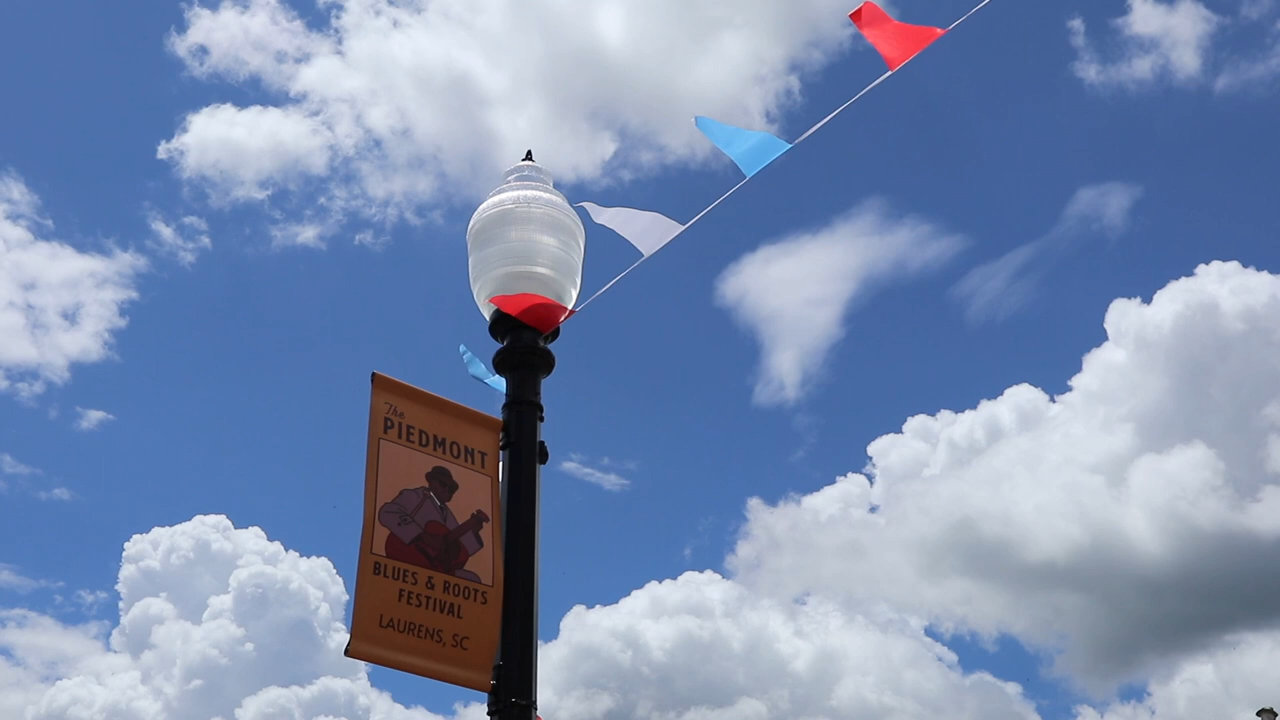 The
PIEDMONT
BLUES & ROOTS
FESTIVAL
LAURENS, SC